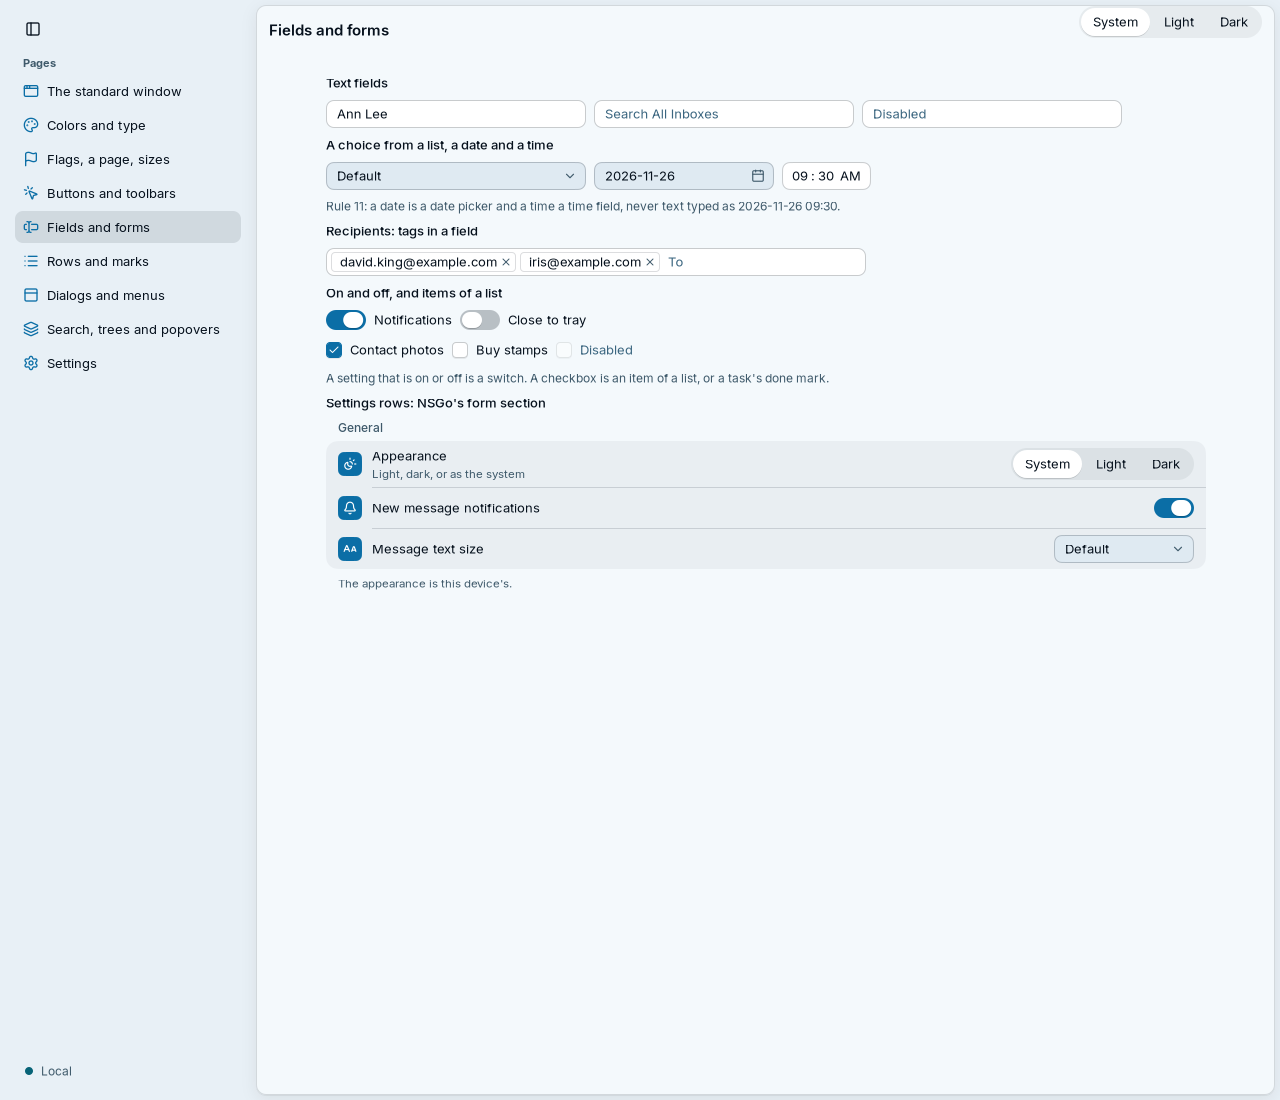 Pages
The standard window
Colors and type
Flags, a page, sizes
Buttons and toolbars
Fields and forms
Rows and marks
Dialogs and menus
Search, trees and popovers
Settings
Local
Fields and forms
System Light Dark
Text fields
Ann Lee
Search All Inboxes
Disabled
A choice from a list, a date and a time
Default
2026-11-26
09 : 30 AM
Rule 11: a date is a date picker and a time a time field, never text typed as 2026-11-26 09:30.
Recipients: tags in a field
david.king@example.com iris@example.com To
On and off, and items of a list
Notifications Close to tray
Contact photos Buy stamps Disabled
A setting that is on or off is a switch. A checkbox is an item of a list, or a task's done mark.
Settings rows: NSGo's form section
General
Appearance
Light, dark, or as the system
System Light Dark
New message notifications
Message text size
Default
The appearance is this device's.